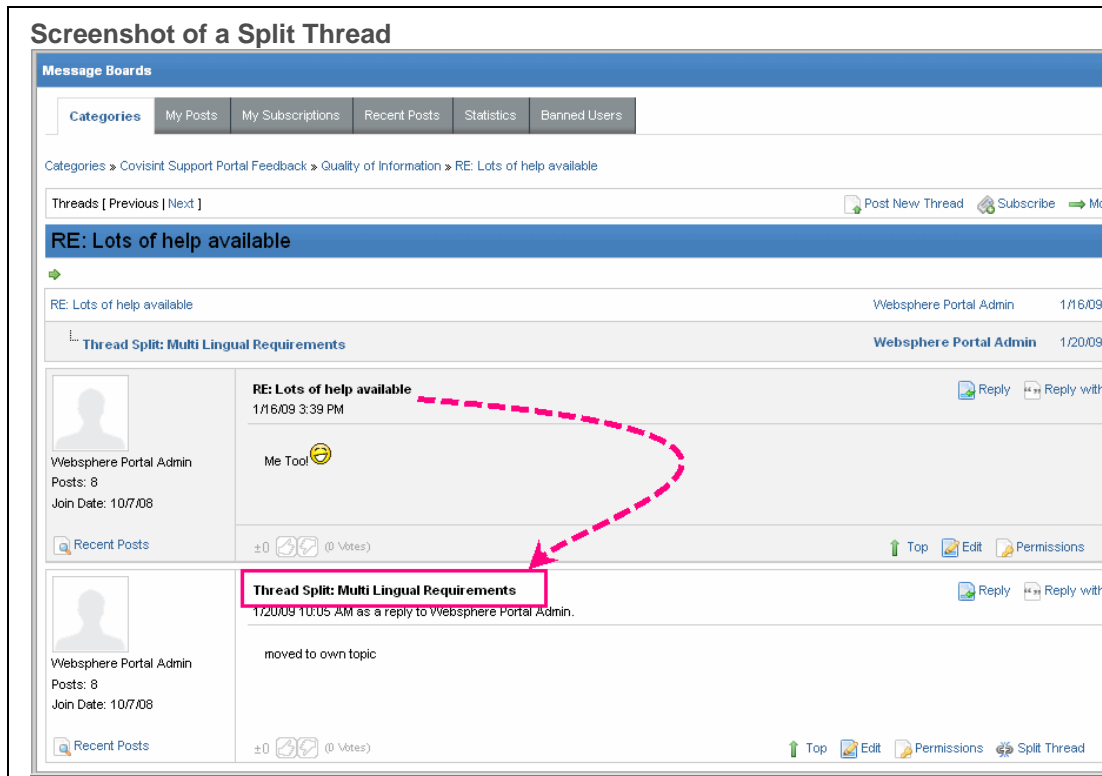 Screenshot of a Split Thread
Message Boards
Categories My Posts My Subscriptions Recent Posts Statistics Banned Users
Categories » Covisint Support Portal Feedback » Quality of Information » RE: Lots of help available
Threads [ Previous | Next ] Post New Thread Subscribe Mo
RE: Lots of help available
RE: Lots of help available Websphere Portal Admin 1/16/09
Thread Split: Multi Lingual Requirements Websphere Portal Admin 1/20/09
RE: Lots of help available Reply Reply with
1/16/09 3:39 PM
Me Too!
Websphere Portal Admin
Posts: 8
Join Date: 10/7/08
Recent Posts ±0 (0 Votes) Top Edit Permissions
Thread Split: Multi Lingual Requirements Reply Reply with
1/20/09 10:05 AM as a reply to Websphere Portal Admin.
moved to own topic
Websphere Portal Admin
Posts: 8
Join Date: 10/7/08
Recent Posts ±0 (0 Votes) Top Edit Permissions Split Thread